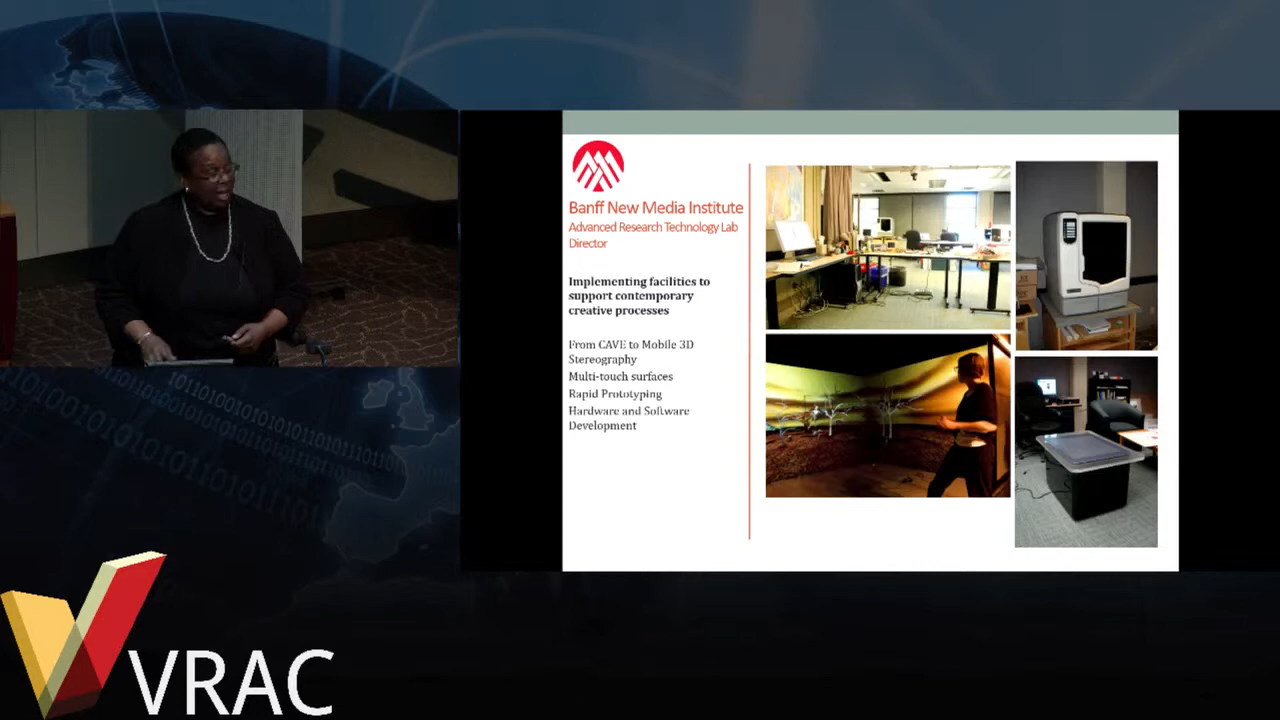 Banff New Media Institute
Advanced Research Technology Lab
Director
Implementing facilities to
support contemporary
creative processes
From CAVE to Mobile 3D
Stereography
Multi-touch surfaces
Rapid Prototyping
Hardware and Software
Development
VRAC